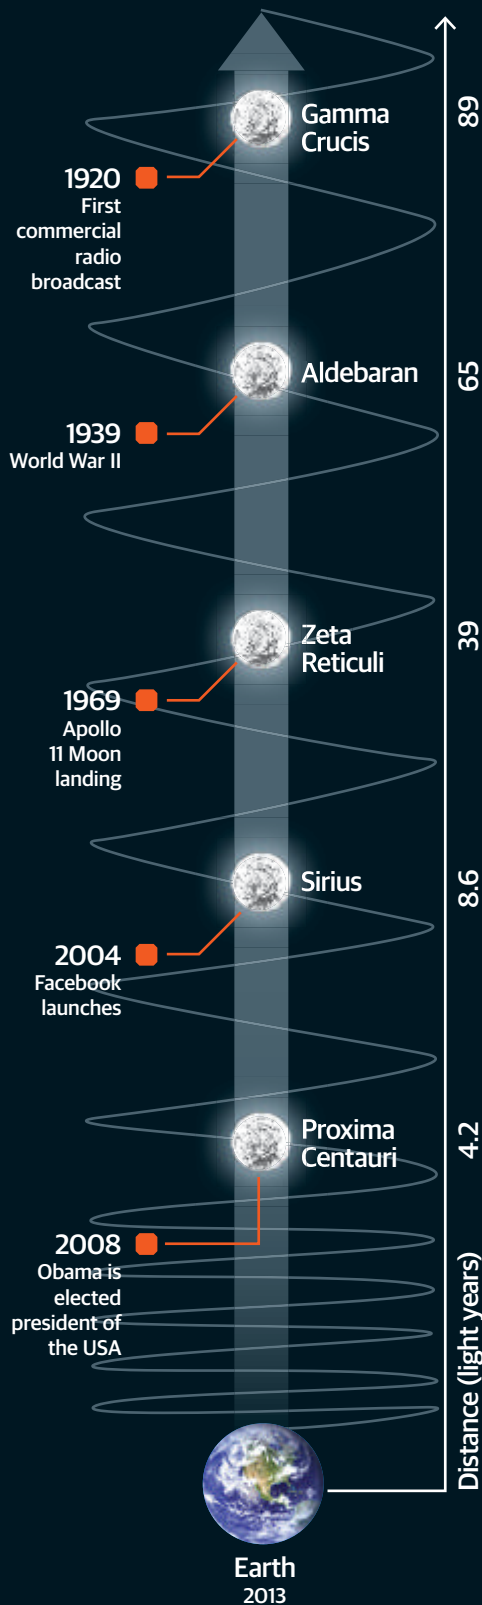 Gamma
Crucis
89
1920
First
commercial
radio
broadcast
Aldebaran
65
1939
World War II
Zeta
Reticuli
39
1969
Apollo
11 Moon
landing
Sirius
8.6
2004
Facebook
launches
Proxima
Centauri
4.2
2008
Obama is
elected
president of
the USA
Distance (light years)
Earth
2013